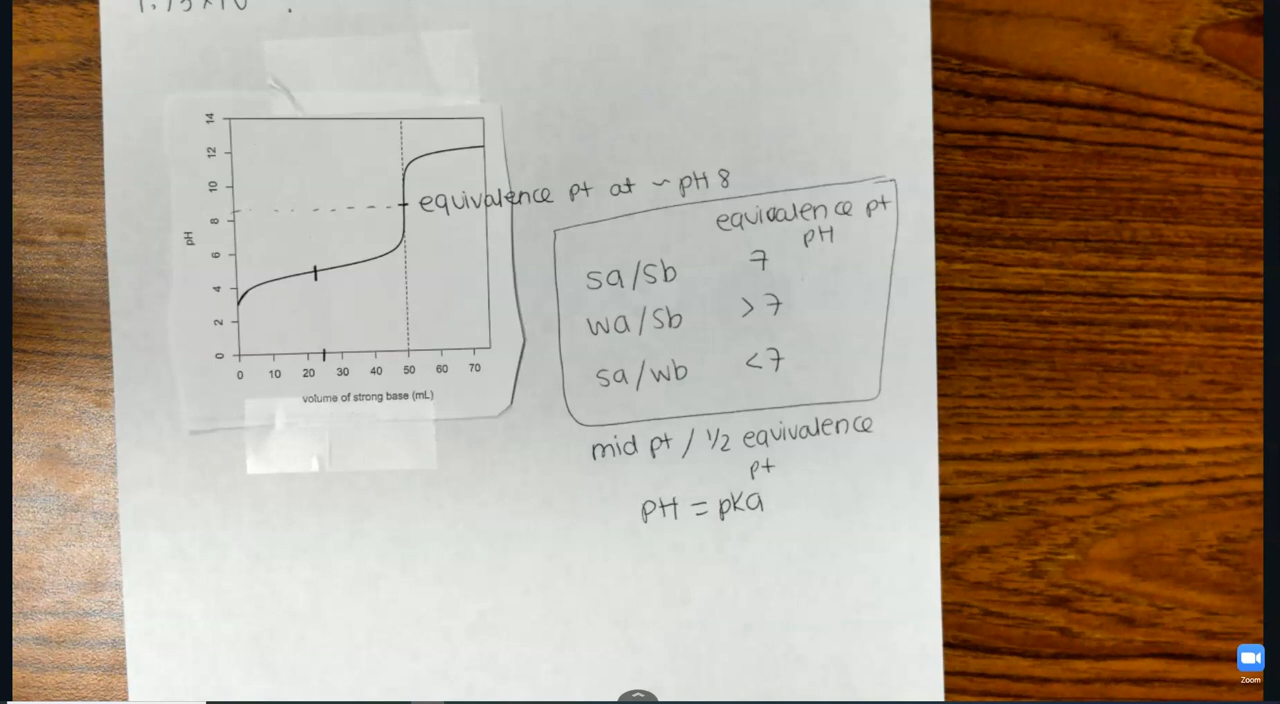 14
12
10
8
6
4
2
0
pH
0 10 20 30 40 50 60 70
volume of strong base (mL)
equivalence pt at ~ pH 8
equivalence pt
pH
sa/sb 7
wa/sb >7
sa/wb <7
mid pt / 1/2 equivalence
pt
pH = pKa
Zoom